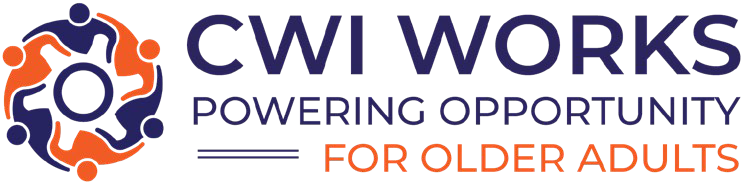 CWI WORKS
POWERING OPPORTUNITY
FOR OLDER ADULTS